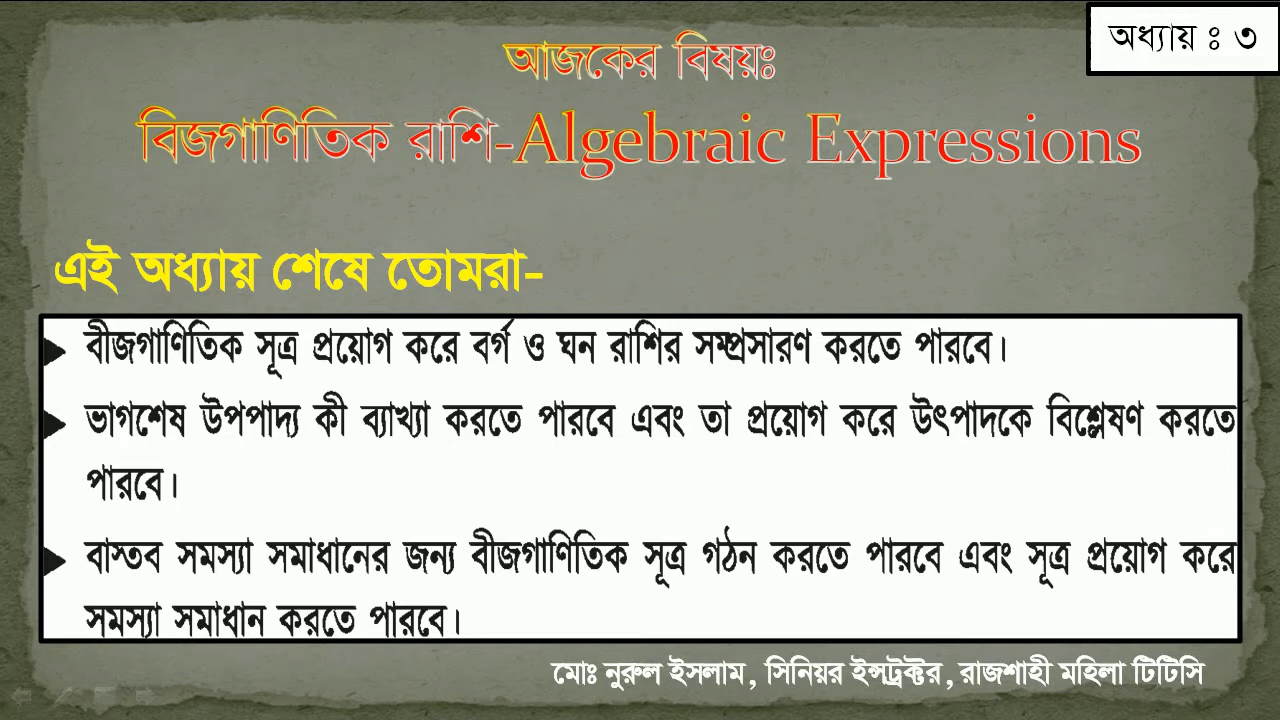 অধ্যায় ঃ ৩
আজকের বিষয়ঃ
বিজগাণিতিক রাশি-Algebraic Expressions
এই অধ্যায় শেষে তোমরা-
বীজগাণিতিক সূত্র প্রয়োগ করে বর্গ ও ঘন রাশির সম্প্রসারণ করতে পারবে।
ভাগশেষ উপপাদ্য কী ব্যাখ্যা করতে পারবে এবং তা প্রয়োগ করে উৎপাদকে বিশ্লেষণ করতে
পারবে।
বাস্তব সমস্যা সমাধানের জন্য বীজগাণিতিক সূত্র গঠন করতে পারবে এবং সূত্র প্রয়োগ করে
সমস্যা সমাধান করতে পারবে।
মোঃ নুরুল ইসলাম, সিনিয়র ইন্সট্রক্টর, রাজশাহী মহিলা টিটিসি